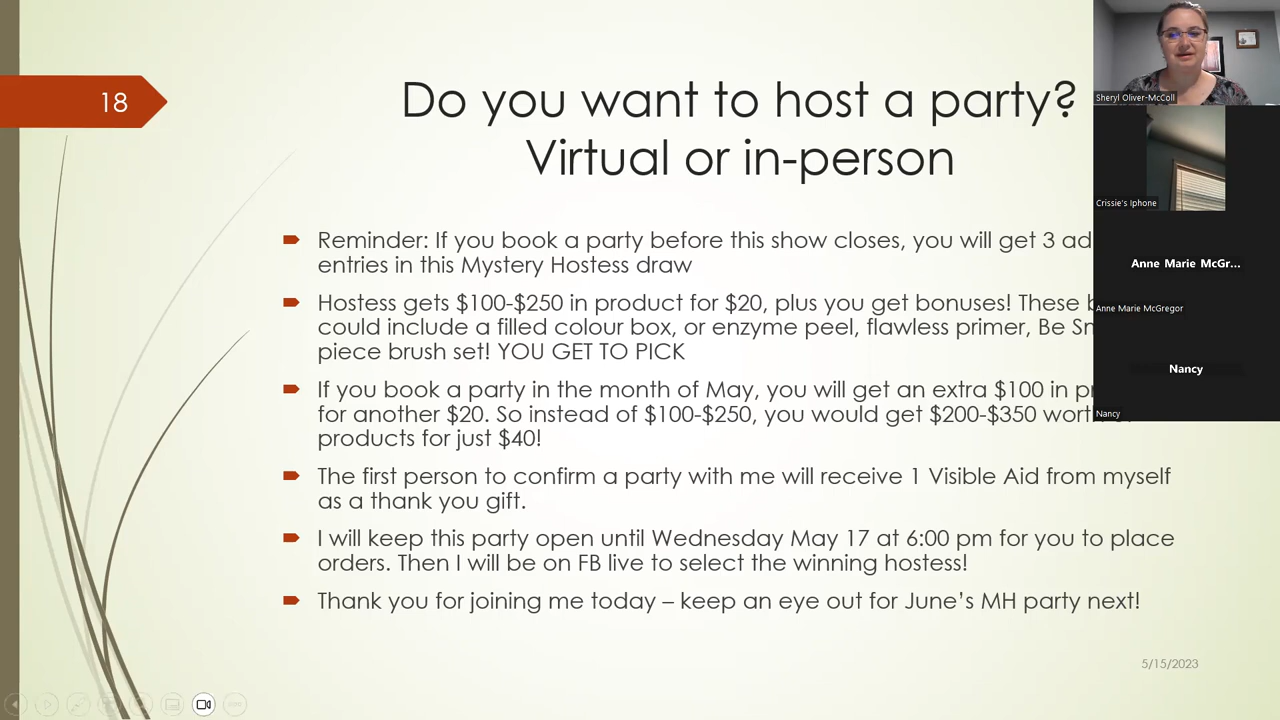 18
Do you want to host a party?
Virtual or in-person
Reminder: If you book a party before this show closes, you will get 3
entries in this Mystery Hostess draw
Hostess gets $100-$250 in product for $20, plus you get bonuses! These
could include a filled colour box, or enzyme peel, flawless primer, Be
piece brush set! YOU GET TO PICK
If you book a party in the month of May, you will get an extra $100 in
for another $20. So instead of $100-$250, you would get $200-$350
products for just $40!
The first person to confirm a party with me will receive 1 Visible Aid from myself
as a thank you gift.
I will keep this party open until Wednesday May 17 at 6:00 pm for you to place
orders. Then I will be on FB live to select the winning hostess!
Thank you for joining me today – keep an eye out for June’s MH party next!
5/15/2023
Sheryl Oliver-McColl
Crissie's Iphone
Anne Marie McGr...
Anne Marie McGregor
Nancy
Nancy